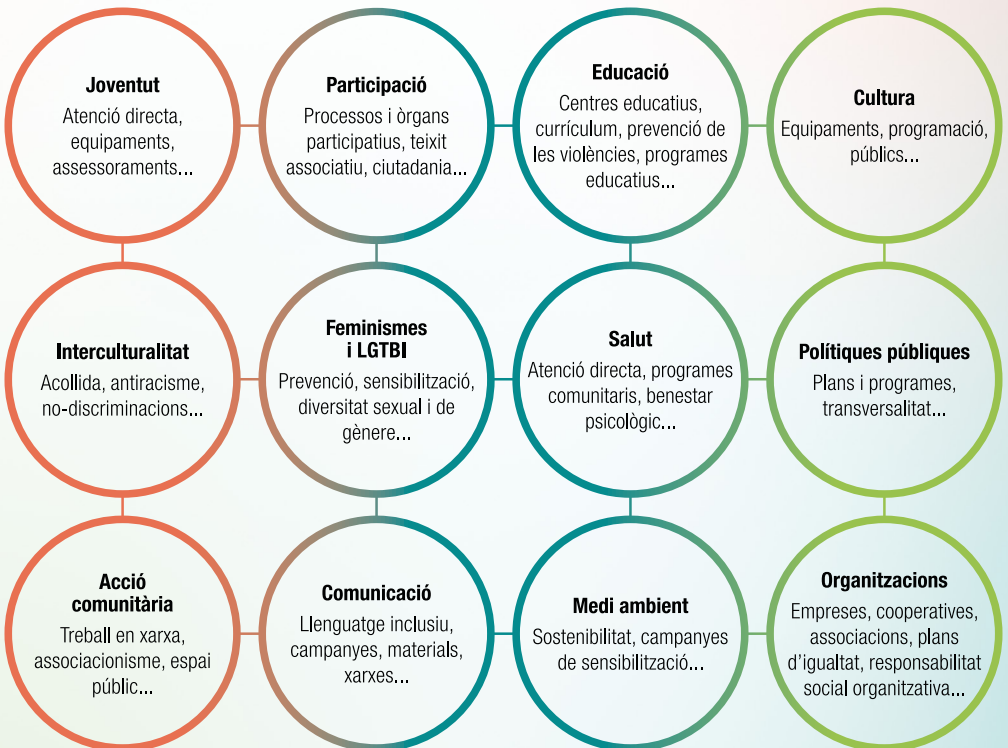 Joventut
Atenció directa,
equipaments,
assessoraments...
Participació
Processos i òrgans
participatius, teixit
associatiu, ciutadania...
Educació
Centres educatius,
currículum, prevenció de
les violències, programes
educatius...
Cultura
Equipaments, programació,
públics...
Interculturalitat
Acollida, antiracisme,
no-discriminacions...
Feminismes
i LGTBI
Prevenció, sensibilització,
diversitat sexual i de
gènere...
Salut
Atenció directa, programes
comunitaris, benestar
psicològic...
Polítiques públiques
Plans i programes,
transversalitat...
Acció
comunitària
Treball en xarxa,
associacionisme, espai
públic...
Comunicació
Llenguatge inclusiu,
campanyes, materials,
xarxes...
Medi ambient
Sostenibilitat, campanyes
de sensibilització...
Organitzacions
Empreses, cooperatives,
associacions, plans
d'igualtat, responsabilitat
social organitzativa...